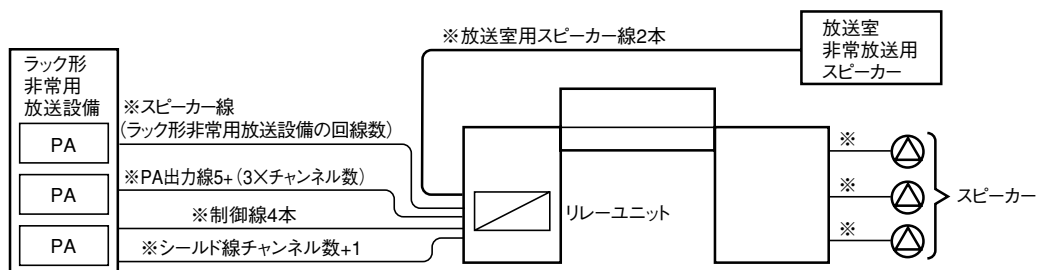 ※放送室用スピーカー線2本
放送室
非常放送用
スピーカー
ラック形
非常用
放送設備
※スピーカー線
(ラック形非常用放送設備の回線数)
PA
※PA出力線5+(3×チャンネル数)
PA
※制御線4本
PA
※シールド線チャンネル数+1
リレーユニット
※
※
※
スピーカー